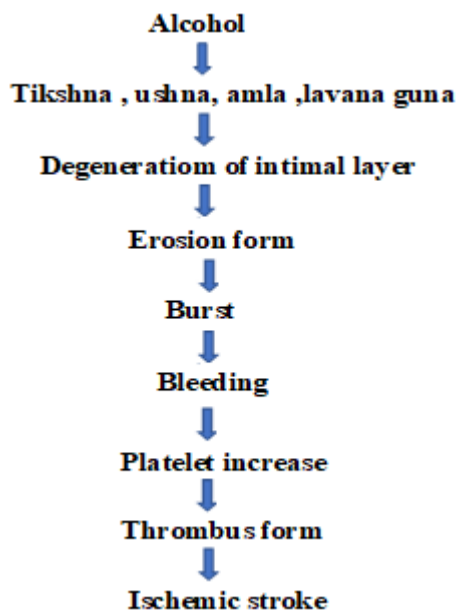 Alcohol
Tikshna , ushna, amla ,lavana guna
Degeneratiom of intimal layer
Erosion form
Burst
Bleeding
Platelet increase
Thrombus form
Ischemic stroke